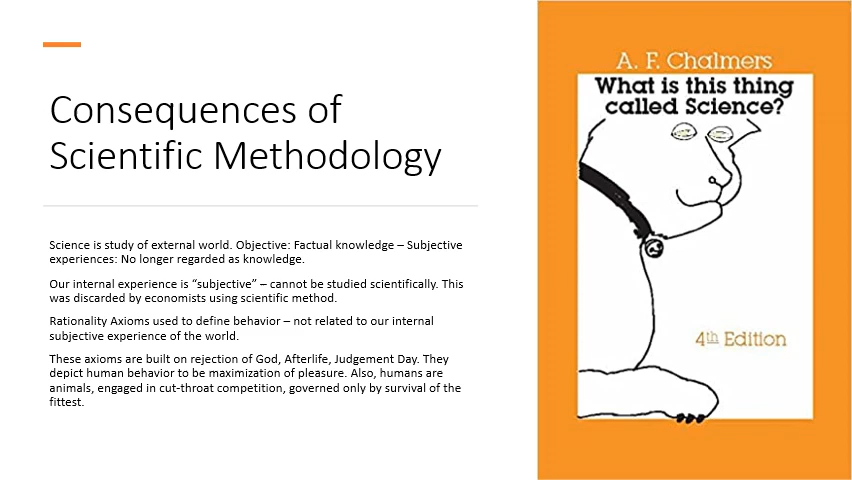 Consequences of
Scientific Methodology
Science is study of external world. Objective: Factual knowledge – Subjective
experiences: No longer regarded as knowledge.
Our internal experience is “subjective” – cannot be studied scientifically. This
was discarded by economists using scientific method.
Rationality Axioms used to define behavior – not related to our internal
subjective experience of the world.
These axioms are built on rejection of God, Afterlife, Judgement Day. They
depict human behavior to be maximization of pleasure. Also, humans are
animals, engaged in cut-throat competition, governed only by survival of the
fittest.
A. F. Chalmers
What is this thing
called Science?
4th Edition